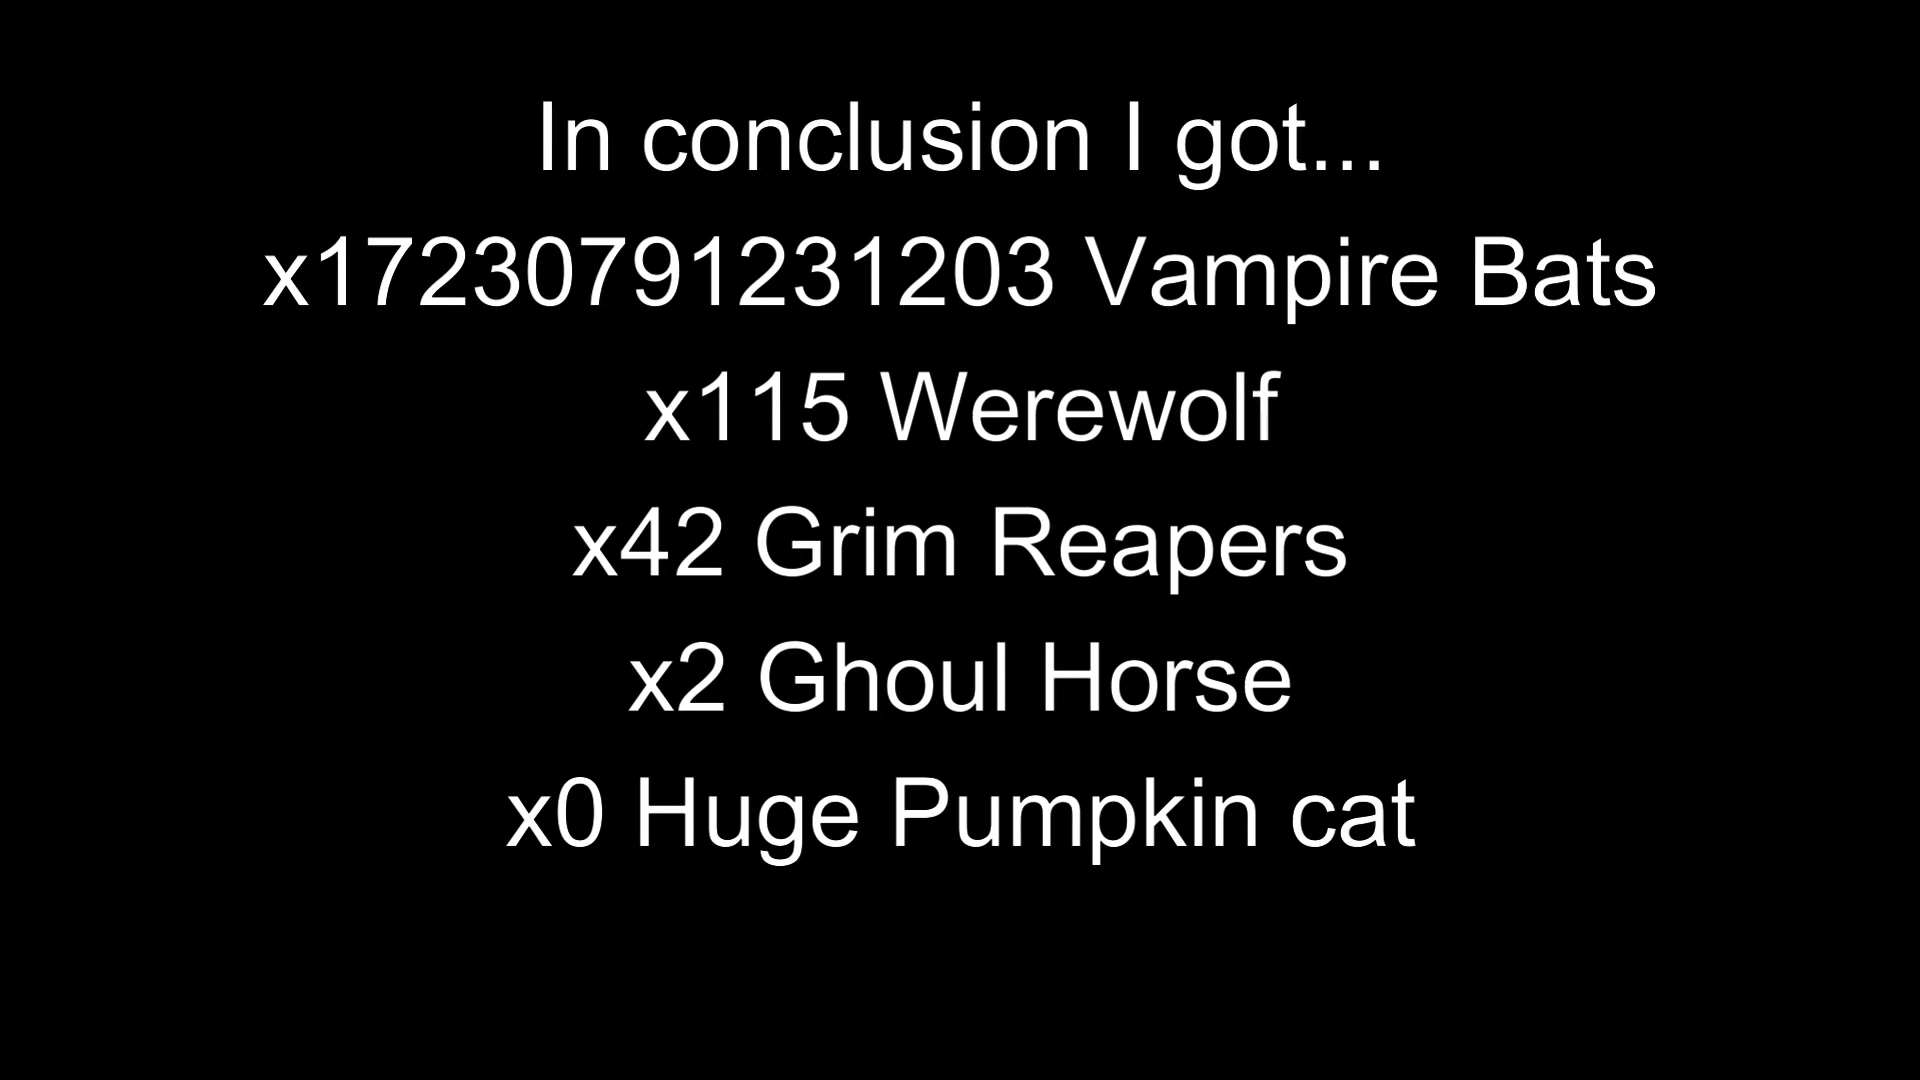 In conclusion I got...
x17230791231203 Vampire Bats
x115 Werewolf
x42 Grim Reapers
x2 Ghoul Horse
x0 Huge Pumpkin cat